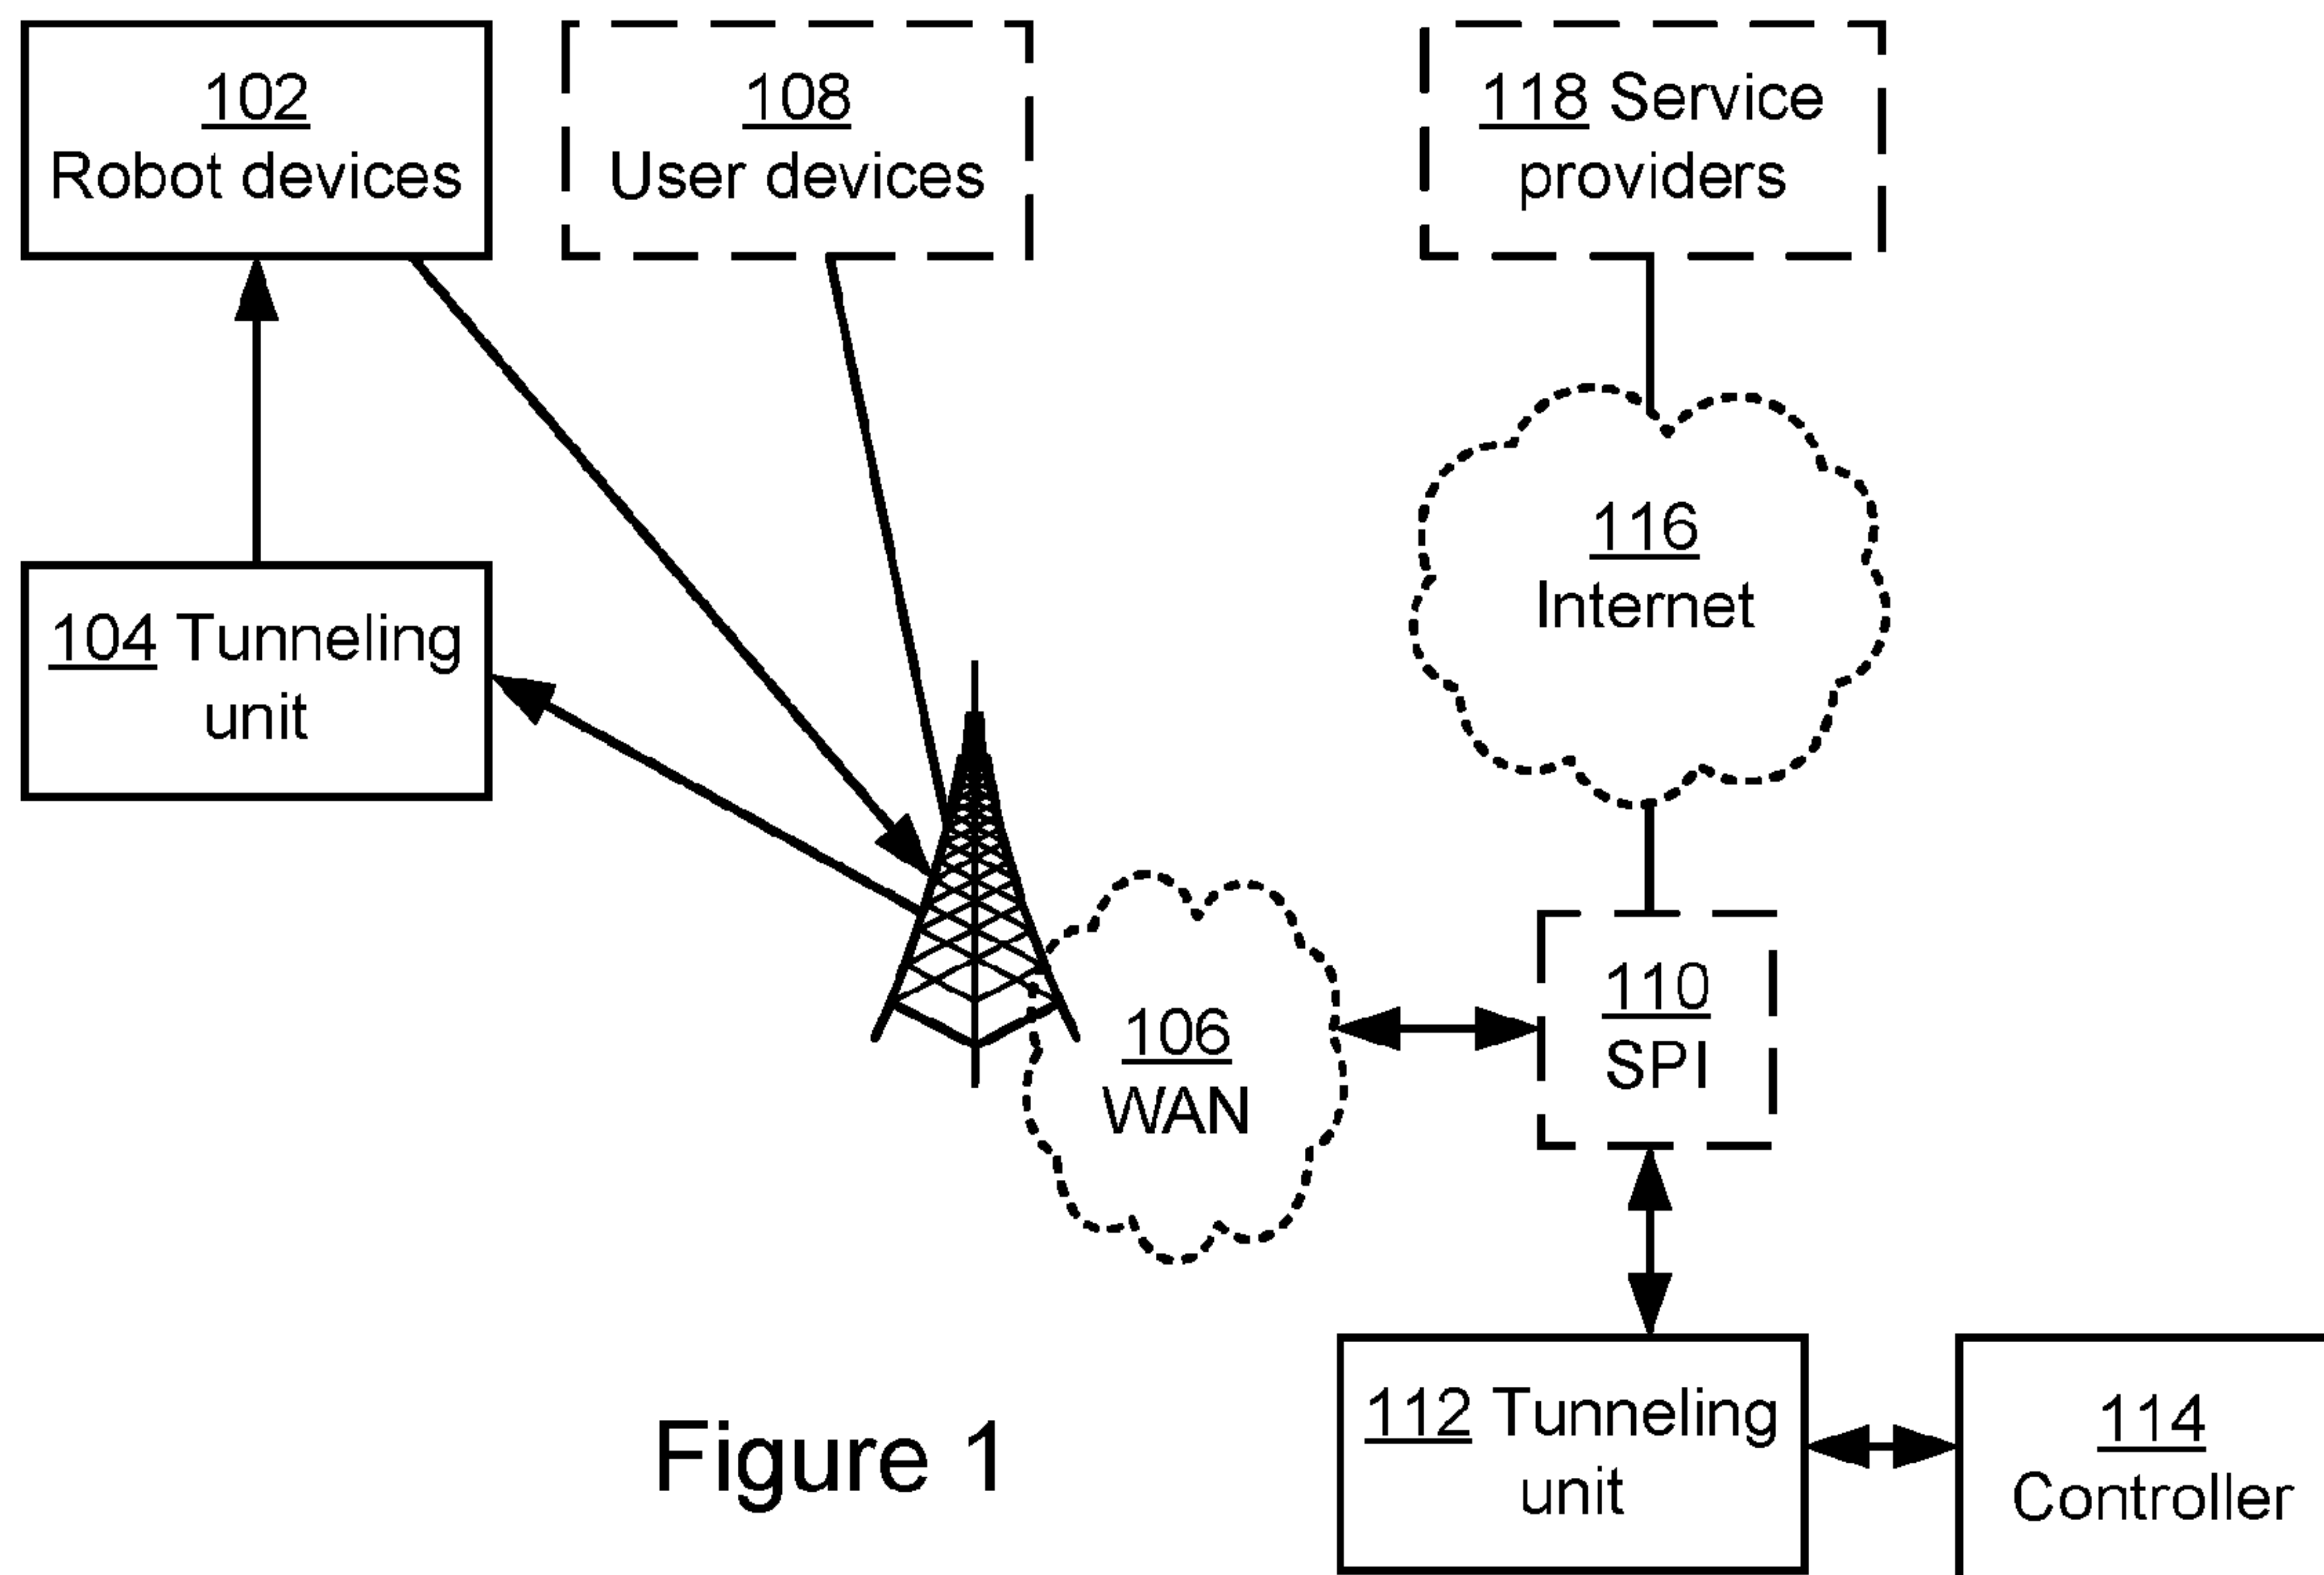 102
Robot devices
108
User devices
118 Service
providers
104 Tunneling
unit
116
Internet
106
WAN
110
SPI
112 Tunneling
unit
114
Controller
Figure 1